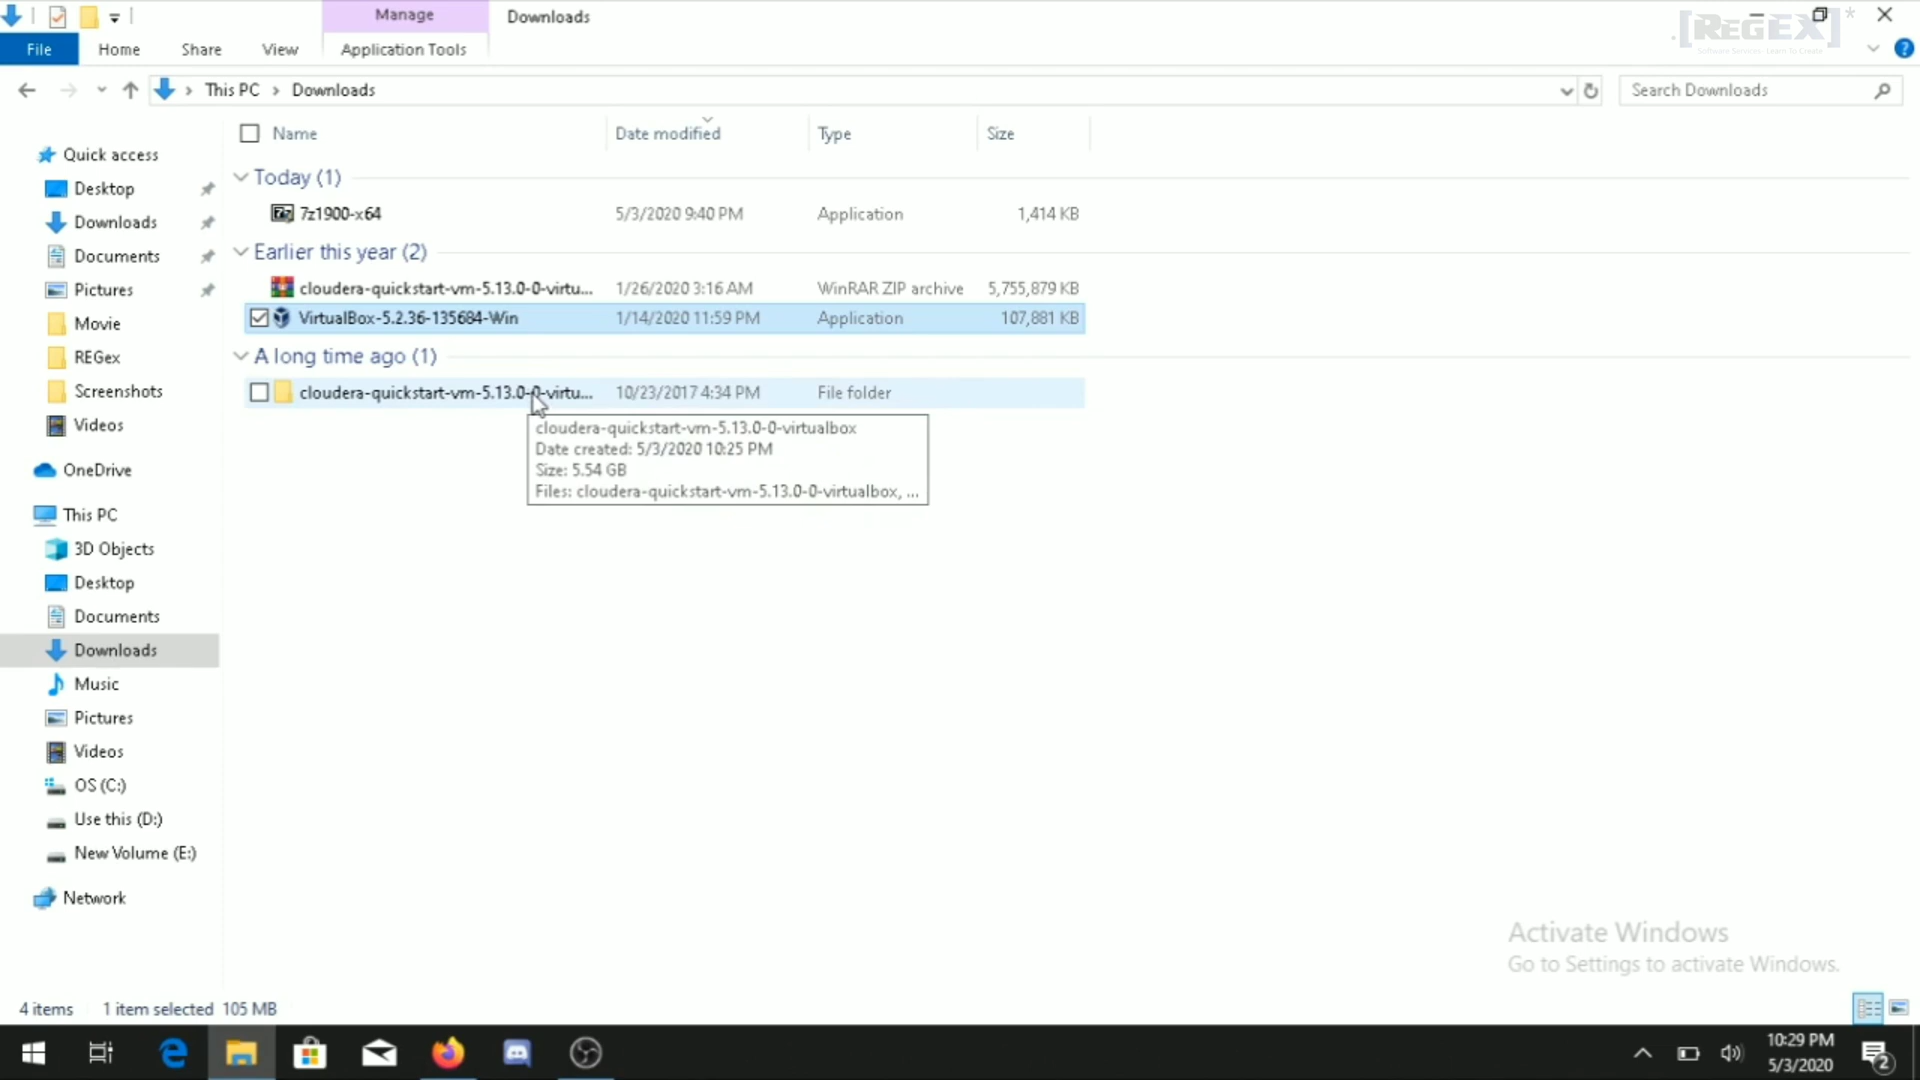 Manage
Downloads
.[REGEX]*
Software Services. Learn To Create
File
Home
Share
View
Application Tools
This PC
Downloads
Search Downloads
Name
Date modified
Type
Size
Quick access
Desktop
Downloads
Documents
Pictures
Movie
REGex
Screenshots
Videos
OneDrive
This PC
3D Objects
Desktop
Documents
Downloads
Music
Pictures
Videos
OS (C:)
Use this (D:)
New Volume (E:)
Network
Today (1)
7z1900-x64 5/3/2020 9:40 PM Application 1,414 KB
Earlier this year (2)
cloudera-quickstart-vm-5.13.0-0-virtu... 1/26/2020 3:16 AM WinRAR ZIP archive 5,755,879 KB
VirtualBox-5.2.36-135684-Win 1/14/2020 11:59 PM Application 107,881 KB
A long time ago (1)
cloudera-quickstart-vm-5.13.0-0-virtu... 10/23/2017 4:34 PM File folder
cloudera-quickstart-vm-5.13.0-0-virtualbox
Date created: 5/3/2020 10:25 PM
Size: 5.54 GB
Files: cloudera-quickstart-vm-5.13.0-0-virtualbox, ...
Activate Windows
Go to Settings to activate Windows.
4 items 1 item selected 105 MB
10:29 PM
5/3/2020
2